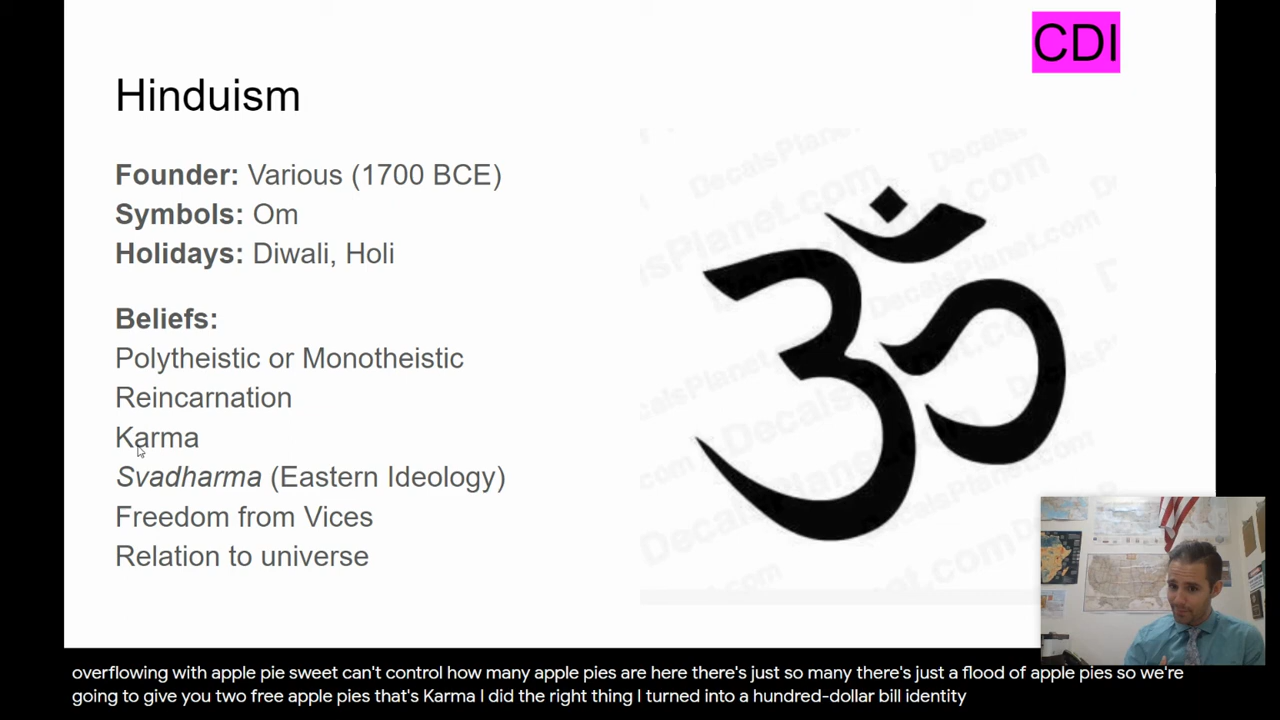 CDI
Hinduism
Founder: Various (1700 BCE)
Symbols: Om
Holidays: Diwali, Holi
Beliefs:
Polytheistic or Monotheistic
Reincarnation
Karma
Svadharma (Eastern Ideology)
Freedom from Vices
Relation to universe
DecalsPlanet.com
ॐ
overflowing with apple pie sweet can't control how many apple pies are here there's just so many there's just a flood of apple pies so we're
going to give you two free apple pies that's Karma I did the right thing I turned into a hundred-dollar bill identity